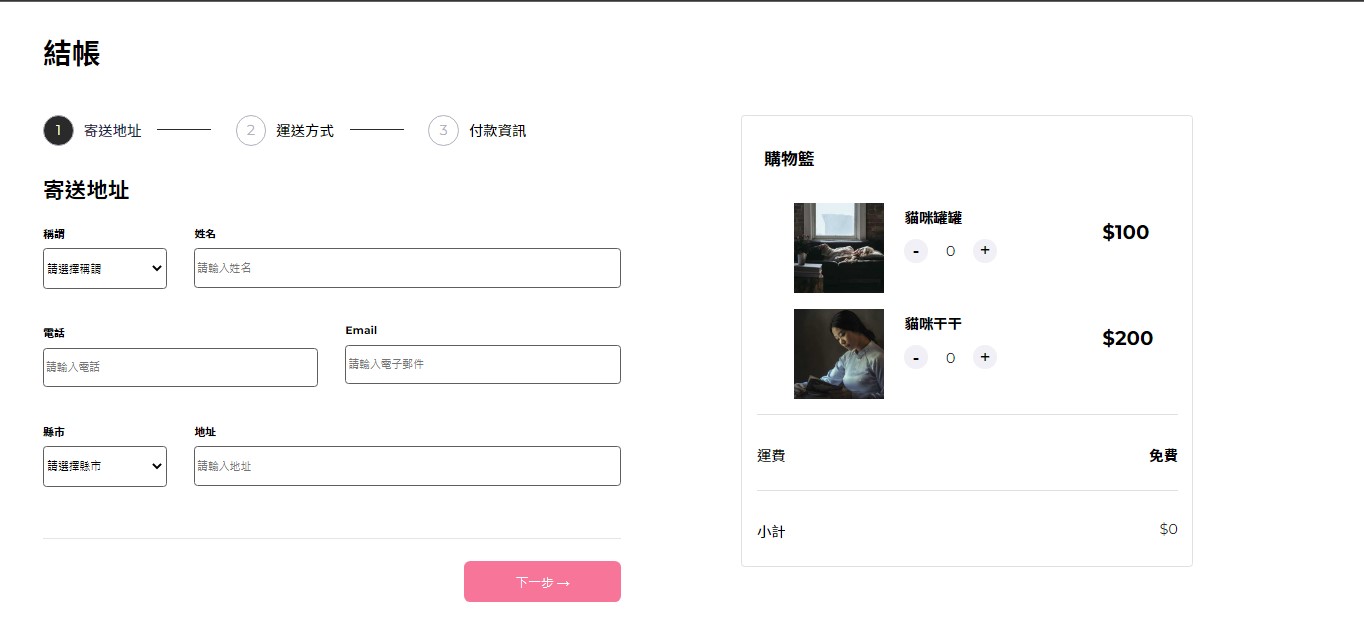 結帳
1 寄送地址 2 運送方式 3 付款資訊
寄送地址
稱謂 姓名
請選擇稱謂 請輸入姓名
電話 Email
請輸入電話 請輸入電子郵件
縣市 地址
請選擇縣市 請輸入地址
下一步 →
購物籃
貓咪罐罐
- 0 +
$100
貓咪干干
- 0 +
$200
運費 免費
小計 $0